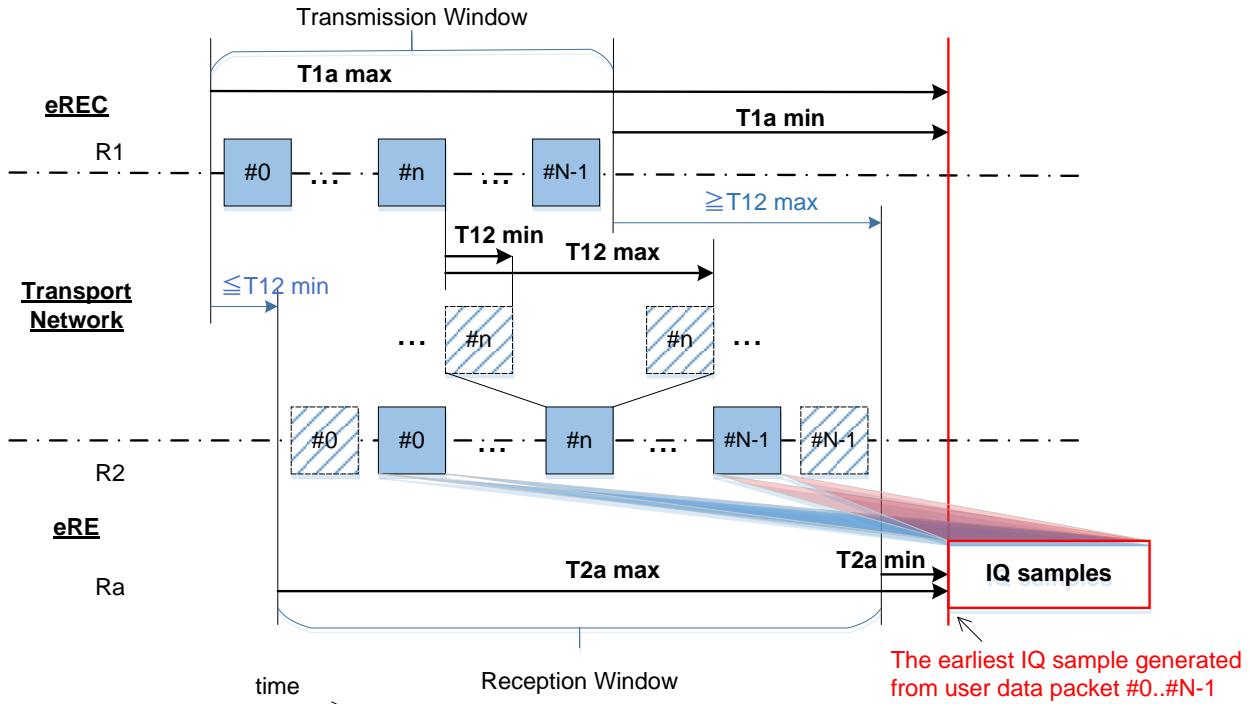 Transmission Window
T1a max
eREC
T1a min
R1
#0
...
#n
...
#N-1
≧T12 max
T12 min
T12 max
≦T12 min
Transport
Network
...
#n
#n
...
#0
#0
...
#n
...
#N-1
#N-1
R2
eRE
T2a min
T2a max
IQ samples
Ra
The earliest IQ sample generated
from user data packet #0..#N-1
time
Reception Window